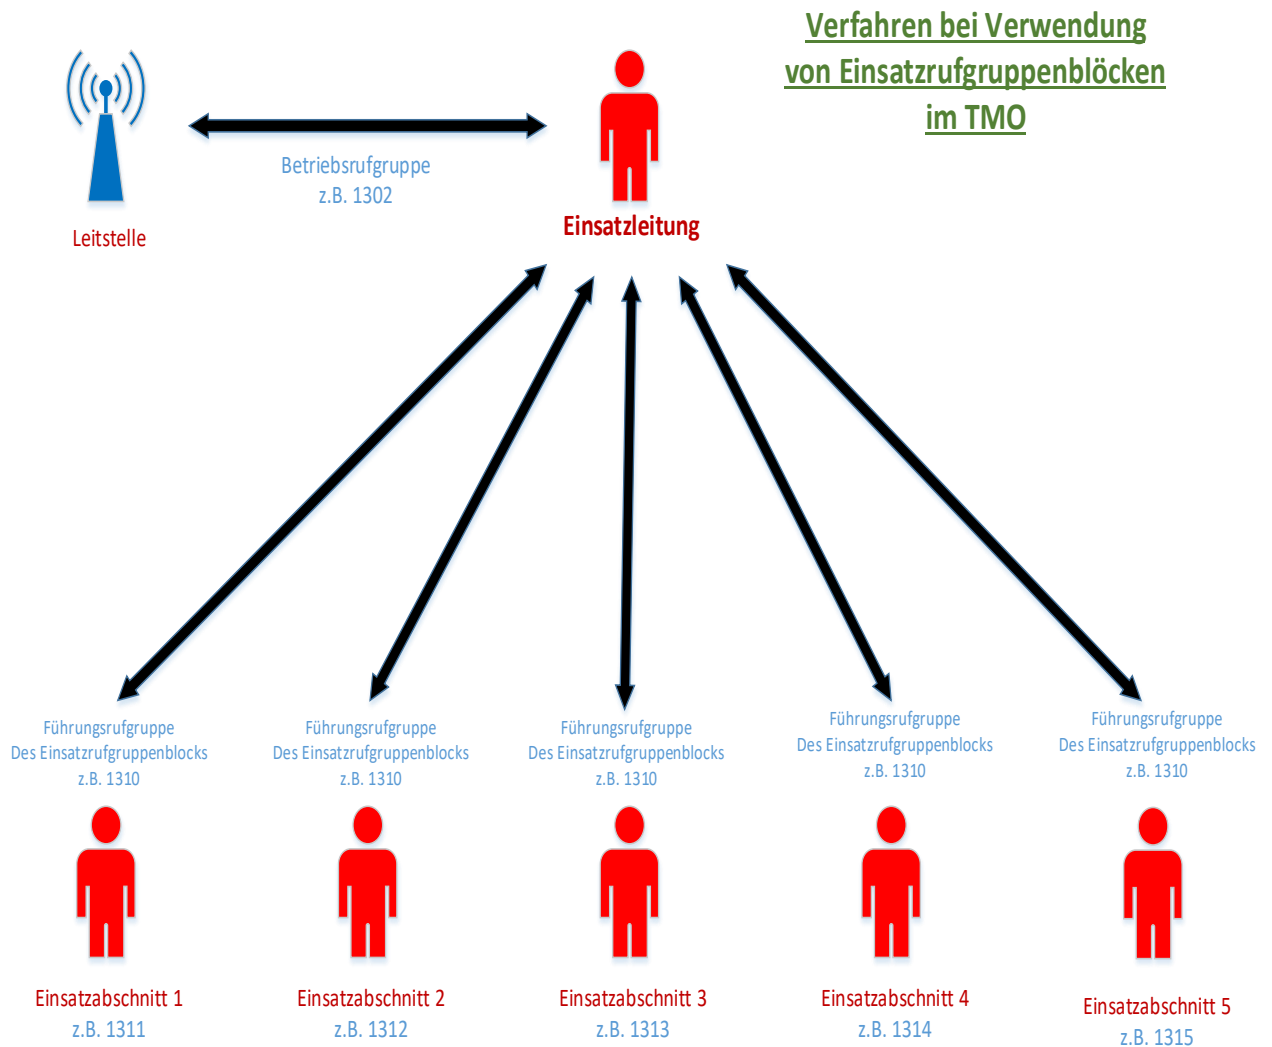 Verfahren bei Verwendung
von Einsatzrufgruppenblöcken
im TMO
Betriebsrufgruppe
z.B. 1302
Leitstelle
Einsatzleitung
Führungsrufgruppe
Des Einsatzrufgruppenblocks
z.B. 1310
Führungsrufgruppe
Des Einsatzrufgruppenblocks
z.B. 1310
Führungsrufgruppe
Des Einsatzrufgruppenblocks
z.B. 1310
Führungsrufgruppe
Des Einsatzrufgruppenblocks
z.B. 1310
Führungsrufgruppe
Des Einsatzrufgruppenblocks
z.B. 1310
Einsatzabschnitt 1
z.B. 1311
Einsatzabschnitt 2
z.B. 1312
Einsatzabschnitt 3
z.B. 1313
Einsatzabschnitt 4
z.B. 1314
Einsatzabschnitt 5
z.B. 1315